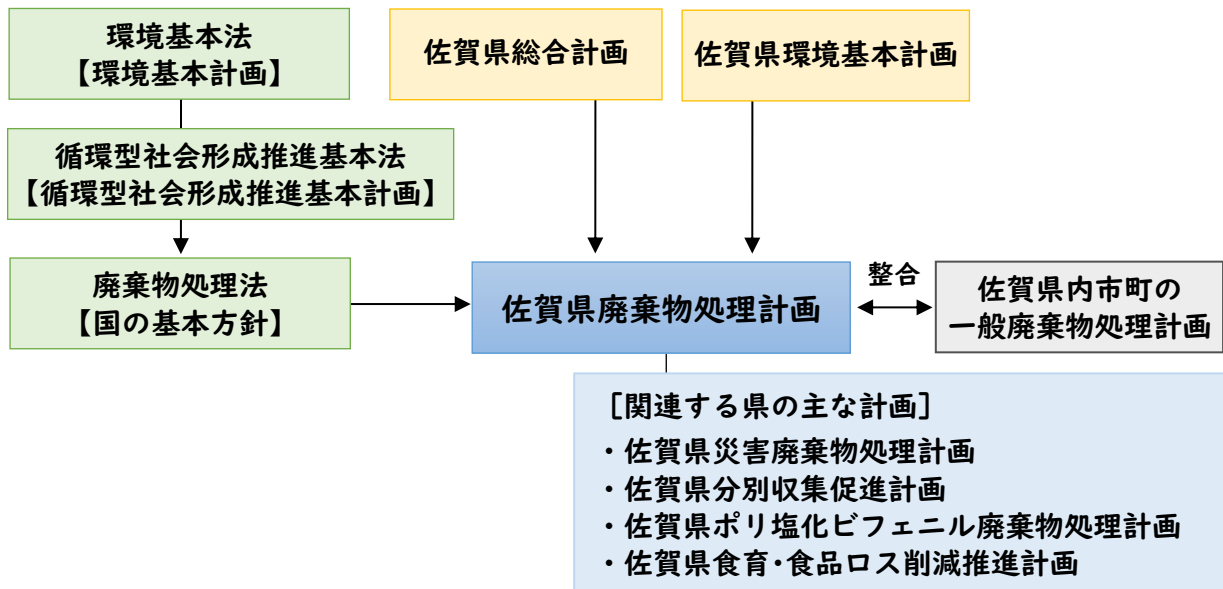 環境基本法
【環境基本計画】
佐賀県総合計画
佐賀県環境基本計画
循環型社会形成推進基本法
【循環型社会形成推進基本計画】
廃棄物処理法
【国の基本方針】
佐賀県廃棄物処理計画
整合
佐賀県内市町の
一般廃棄物処理計画
［関連する県の主な計画］
・佐賀県災害廃棄物処理計画
・佐賀県分別収集促進計画
・佐賀県ポリ塩化ビフェニル廃棄物処理計画
・佐賀県食育･食品ロス削減推進計画